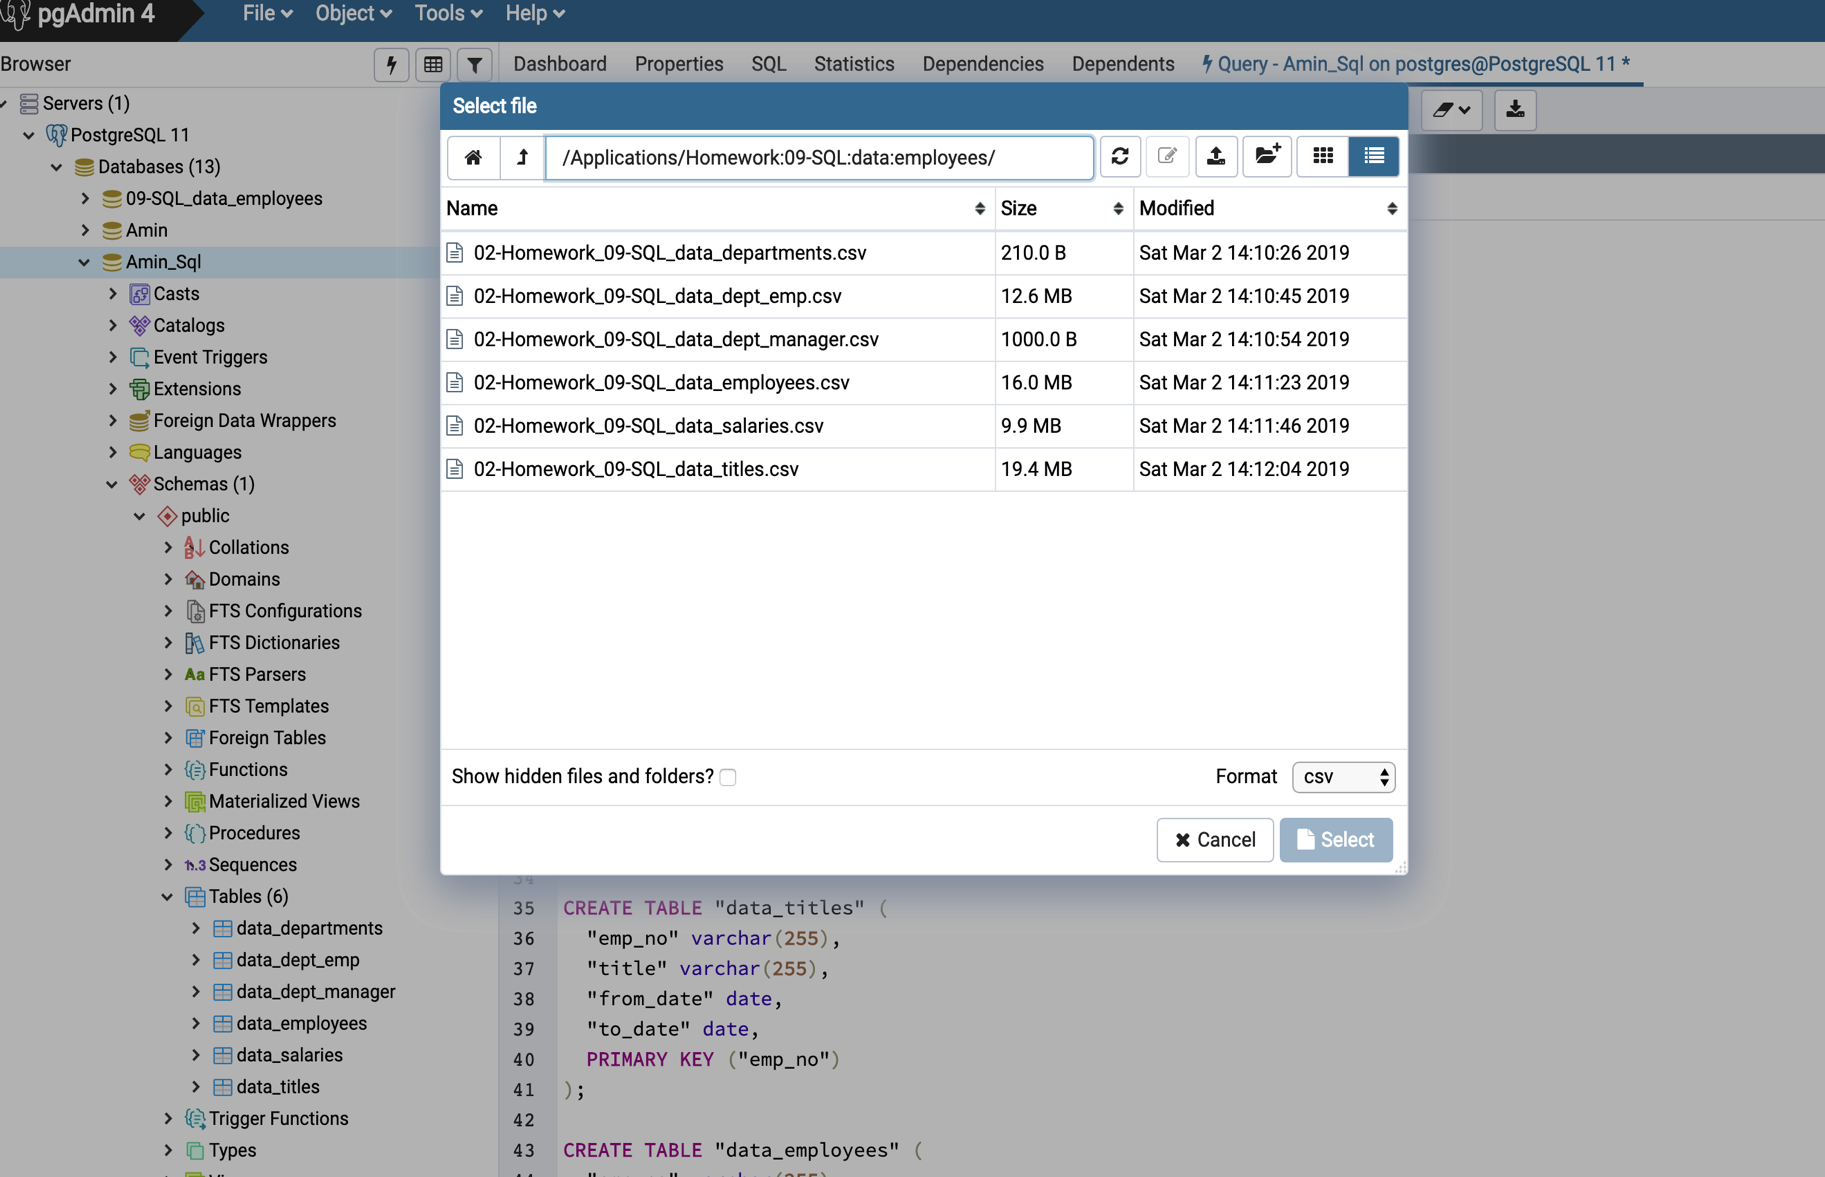 pgAdmin 4
File
Object
Tools
Help
Browser
Dashboard
Properties
SQL
Statistics
Dependencies
Dependents
Query - Amin_Sql on postgres@PostgreSQL 11 *
Servers (1)
PostgreSQL 11
Databases (13)
09-SQL_data_employees
Amin
Amin_Sql
Casts
Catalogs
Event Triggers
Extensions
Foreign Data Wrappers
Languages
Schemas (1)
public
Collations
Domains
FTS Configurations
FTS Dictionaries
Aa FTS Parsers
FTS Templates
Foreign Tables
Functions
Materialized Views
Procedures
1..3 Sequences
Tables (6)
data_departments
data_dept_emp
data_dept_manager
data_employees
data_salaries
data_titles
Trigger Functions
Types
Select file
/Applications/Homework:09-SQL:data:employees/
Name Size Modified
02-Homework_09-SQL_data_departments.csv 210.0 B Sat Mar 2 14:10:26 2019
02-Homework_09-SQL_data_dept_emp.csv 12.6 MB Sat Mar 2 14:10:45 2019
02-Homework_09-SQL_data_dept_manager.csv 1000.0 B Sat Mar 2 14:10:54 2019
02-Homework_09-SQL_data_employees.csv 16.0 MB Sat Mar 2 14:11:23 2019
02-Homework_09-SQL_data_salaries.csv 9.9 MB Sat Mar 2 14:11:46 2019
02-Homework_09-SQL_data_titles.csv 19.4 MB Sat Mar 2 14:12:04 2019
Show hidden files and folders?
Format csv
Cancel
Select
34
35 CREATE TABLE "data_titles" (
36 "emp_no" varchar(255),
37 "title" varchar(255),
38 "from_date" date,
39 "to_date" date,
40 PRIMARY KEY ("emp_no")
41 );
42
43 CREATE TABLE "data_employees" (